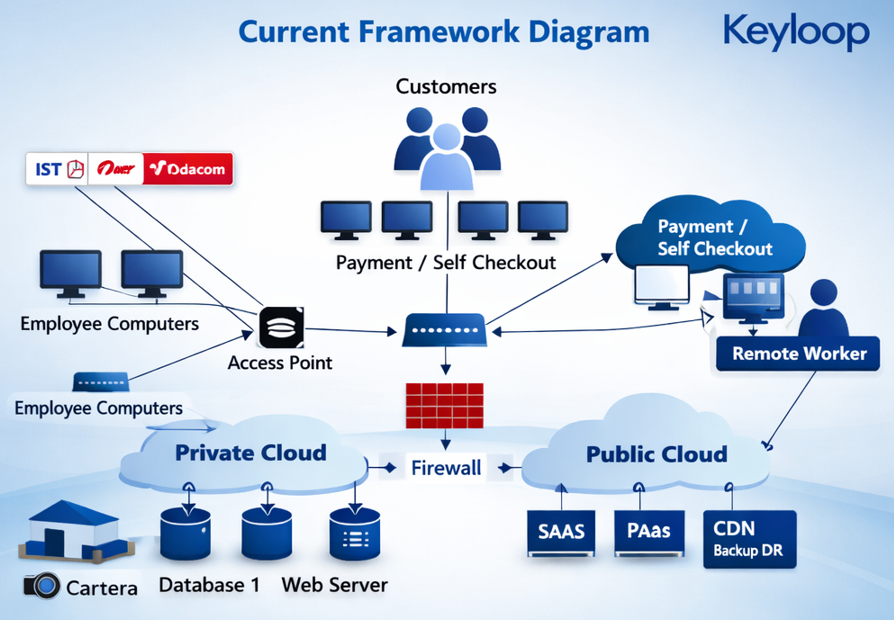 Current Framework Diagram
Keyloop
Customers
IST
Odacom
Payment /
Self Checkout
Payment / Self Checkout
Employee Computers
Access Point
Remote Worker
Employee Computers
Private Cloud
Firewall
Public Cloud
SAAS
PAas
CDN
Backup DR
Cartera
Database 1
Web Server